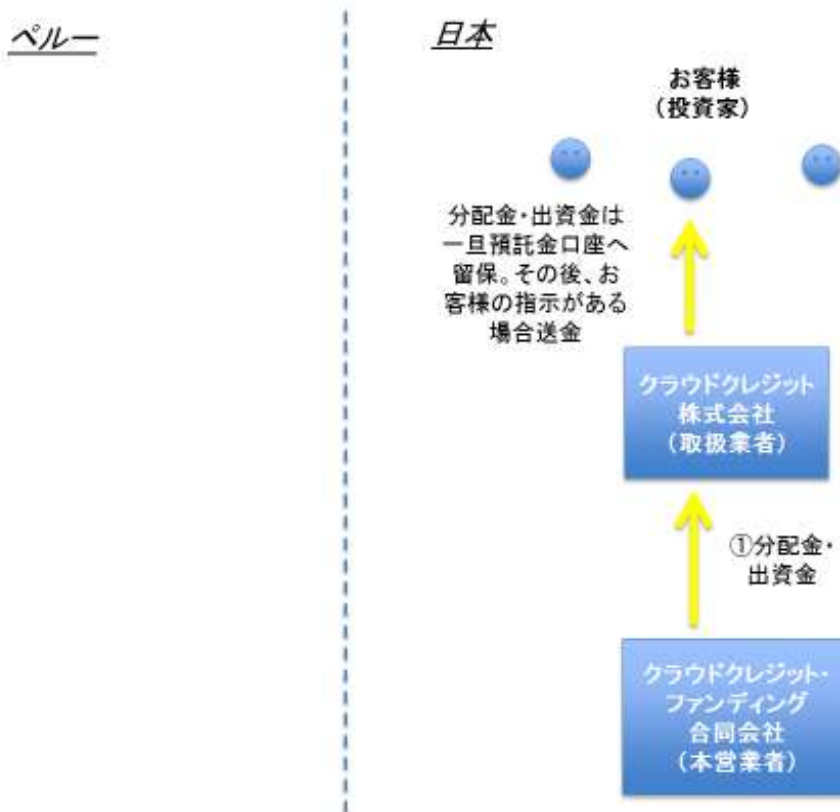 ペルー
日本
お客様
（投資家）
分配金・出資金は
一旦預託金口座へ
留保。その後、お
客様の指示がある
場合送金
クラウドクレジット
株式会社
（取扱業者）
①分配金・
出資金
クラウドクレジット・
ファンディング
合同会社
（本営業者）